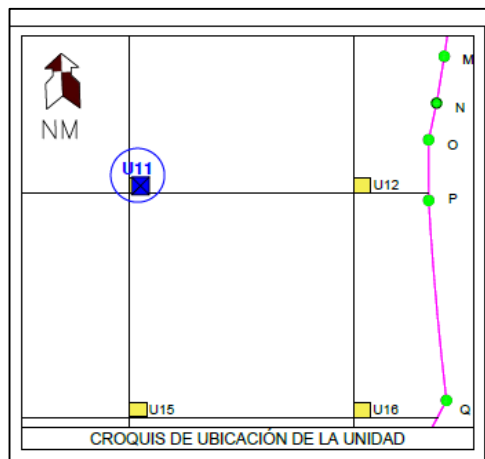 M
NM
N
O
U11
U12
P
U15
U16
Q
CROQUIS DE UBICACIÓN DE LA UNIDAD